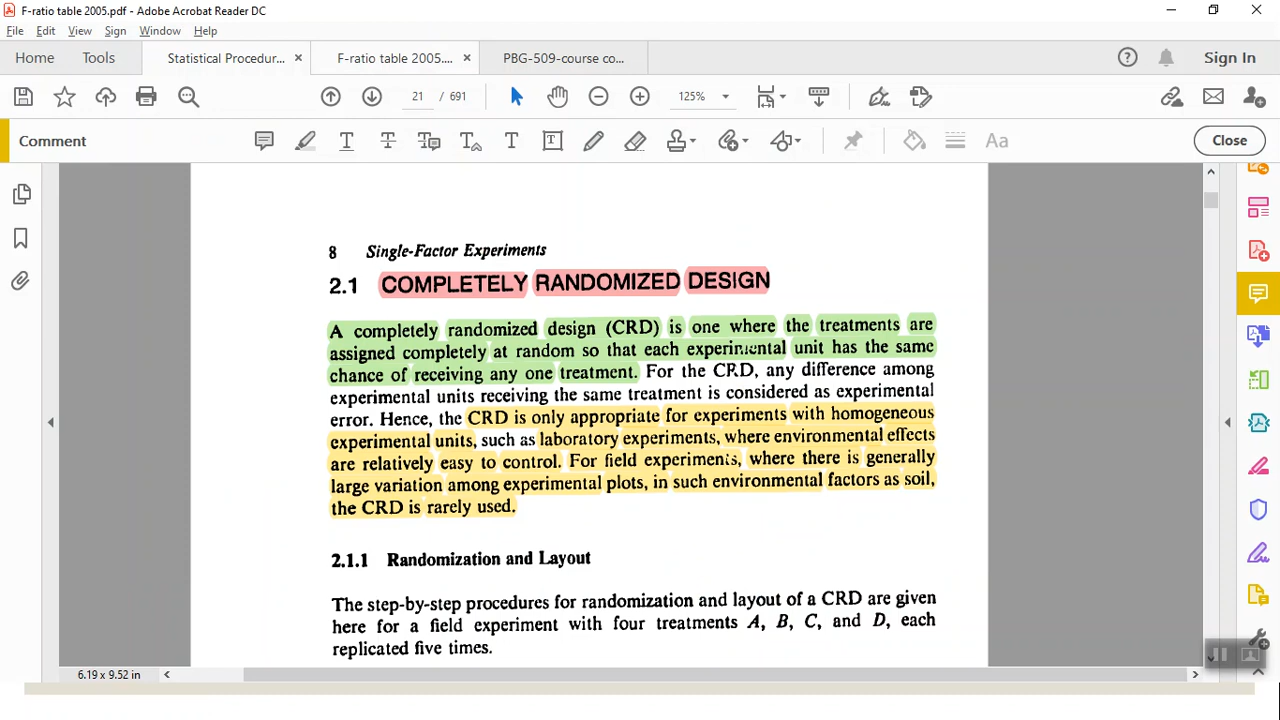 F-ratio table 2005.pdf - Adobe Acrobat Reader DC
File Edit View Sign Window Help
Home Tools Statistical Procedur... × F-ratio table 2005.... × PBG-509-course co... Sign In
21 / 691 125%
Comment Close
8 Single-Factor Experiments
2.1 COMPLETELY RANDOMIZED DESIGN
A completely randomized design (CRD) is one where the treatments are
assigned completely at random so that each experimental unit has the same
chance of receiving any one treatment. For the CRD, any difference among
experimental units receiving the same treatment is considered as experimental
error. Hence, the CRD is only appropriate for experiments with homogeneous
experimental units, such as laboratory experiments, where environmental effects
are relatively easy to control. For field experiments, where there is generally
large variation among experimental plots, in such environmental factors as soil,
the CRD is rarely used.
2.1.1 Randomization and Layout
The step-by-step procedures for randomization and layout of a CRD are given
here for a field experiment with four treatments A, B, C, and D, each
replicated five times.
6.19 x 9.52 in